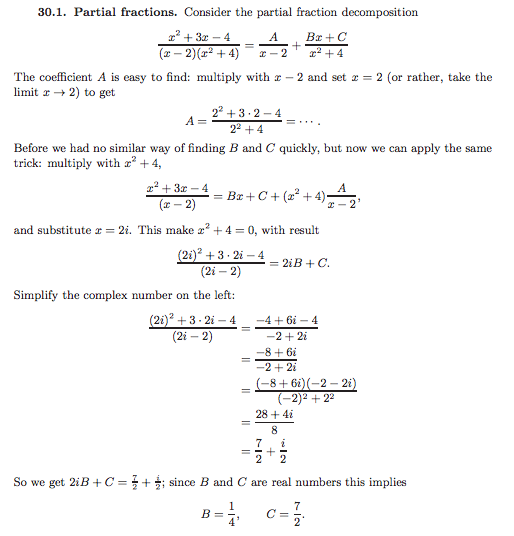 30.1. Partial fractions. Consider the partial fraction decomposition
\frac{x^2 + 3x - 4}{(x - 2)(x^2 + 4)} = \frac{A}{x - 2} + \frac{Bx + C}{x^2 + 4}
The coefficient A is easy to find: multiply with x − 2 and set x = 2 (or rather, take the
limit x → 2) to get
A = \frac{2^2 + 3 · 2 − 4}{2^2 + 4} = ··· .
Before we had no similar way of finding B and C quickly, but now we can apply the same
trick: multiply with x^2 + 4,
\frac{x^2 + 3x − 4}{(x − 2)} = Bx + C + (x^2 + 4)\frac{A}{x − 2},
and substitute x = 2i. This make x^2 + 4 = 0, with result
\frac{(2i)^2 + 3 · 2i − 4}{(2i − 2)} = 2iB + C.
Simplify the complex number on the left:
\frac{(2i)^2 + 3 · 2i − 4}{(2i − 2)} = \frac{−4 + 6i − 4}{−2 + 2i}
= \frac{−8 + 6i}{−2 + 2i}
= \frac{(−8 + 6i)(−2 − 2i)}{(−2)^2 + 2^2}
= \frac{28 + 4i}{8}
= \frac{7}{2} + \frac{i}{2}
So we get 2iB + C = \frac{7}{2} + \frac{i}{2}; since B and C are real numbers this implies
B = \frac{1}{4}, C = \frac{7}{2}.